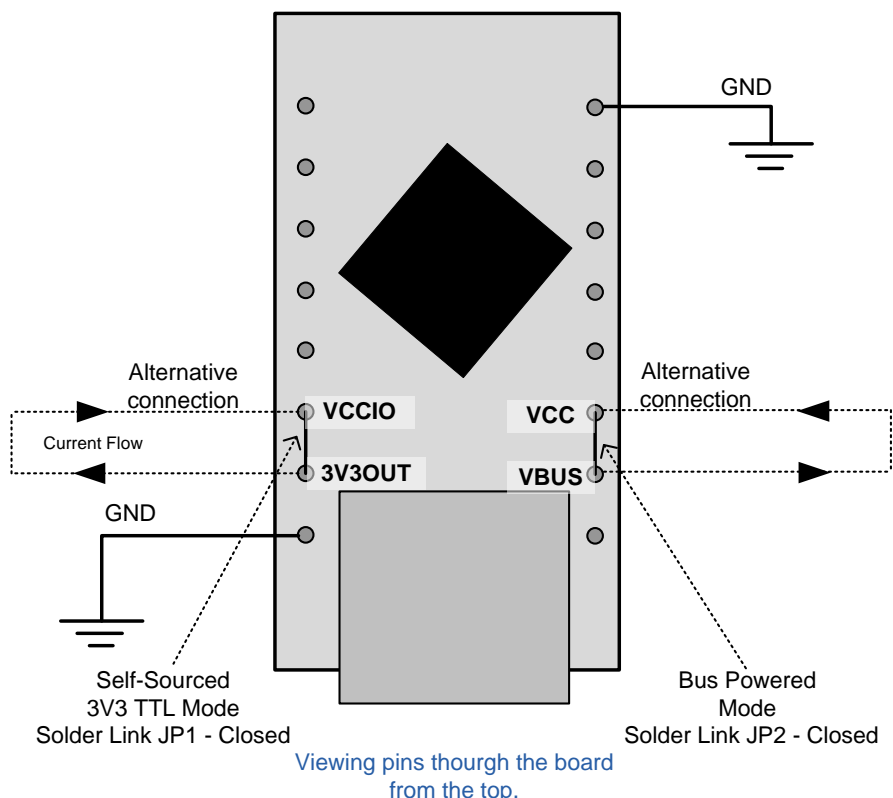 GND
Alternative
connection
Alternative
connection
VCCIO
VCC
Current Flow
3V3OUT
VBUS
GND
Self-Sourced
3V3 TTL Mode
Solder Link JP1 - Closed
Bus Powered
Mode
Solder Link JP2 - Closed
Viewing pins thourgh the board
from the top.